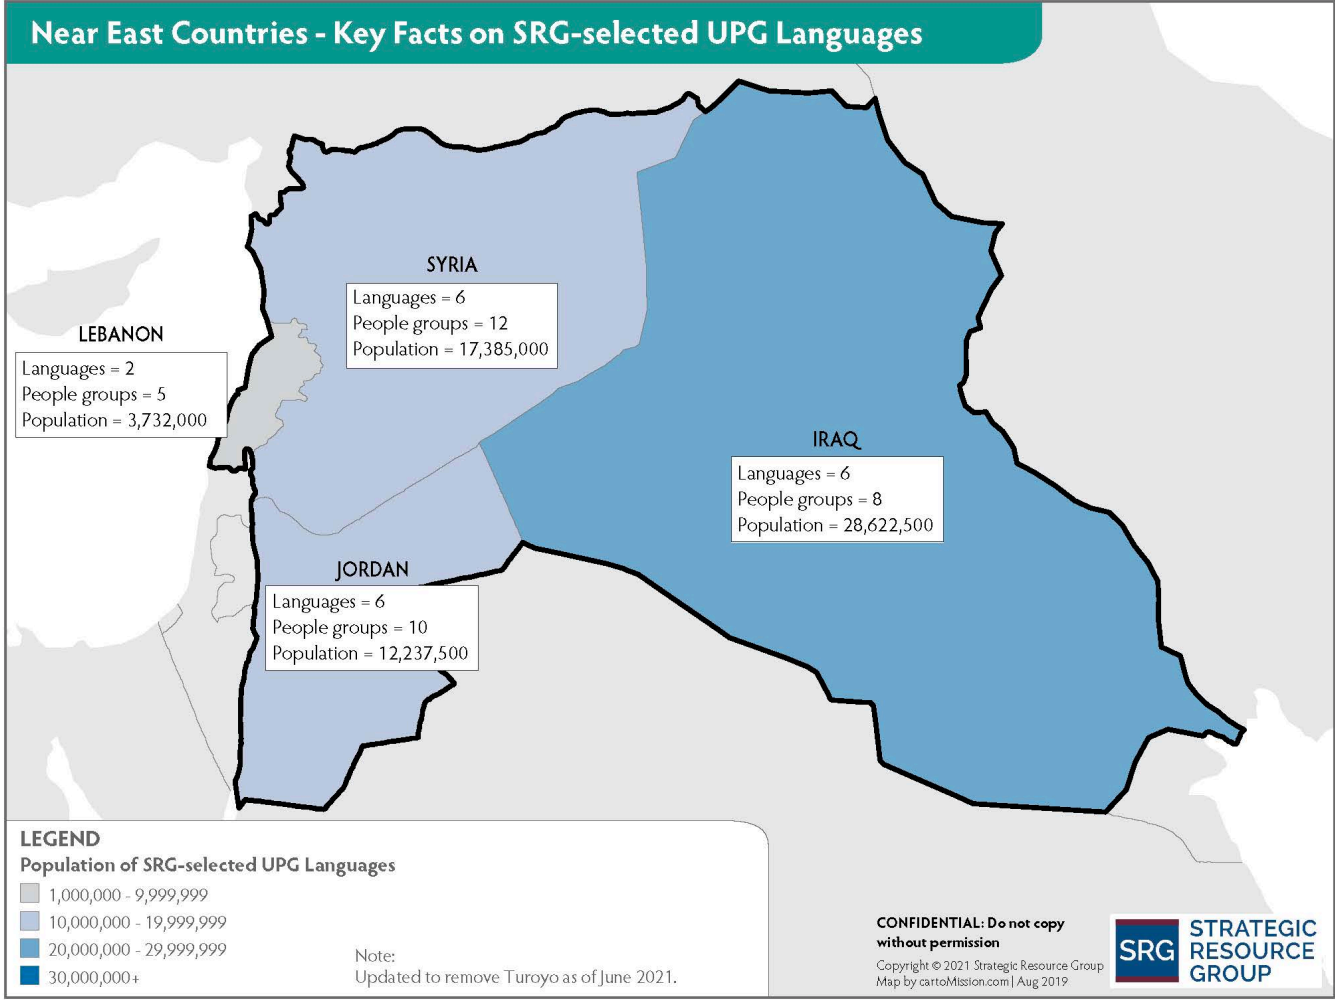 Near East Countries - Key Facts on SRG-selected UPG Languages
SYRIA
Languages = 6
People groups = 12
Population = 17,385,000
LEBANON
Languages = 2
People groups = 5
Population = 3,732,000
IRAQ
Languages = 6
People groups = 8
Population = 28,622,500
JORDAN
Languages = 6
People groups = 10
Population = 12,237,500
LEGEND
Population of SRG-selected UPG Languages
1,000,000 - 9,999,999
10,000,000 - 19,999,999
20,000,000 - 29,999,999
30,000,000+
Note:
Updated to remove Turoyo as of June 2021.
CONFIDENTIAL: Do not copy
without permission
Copyright © 2021 Strategic Resource Group
Map by cartoMission.com | Aug 2019
SRG
STRATEGIC
RESOURCE
GROUP